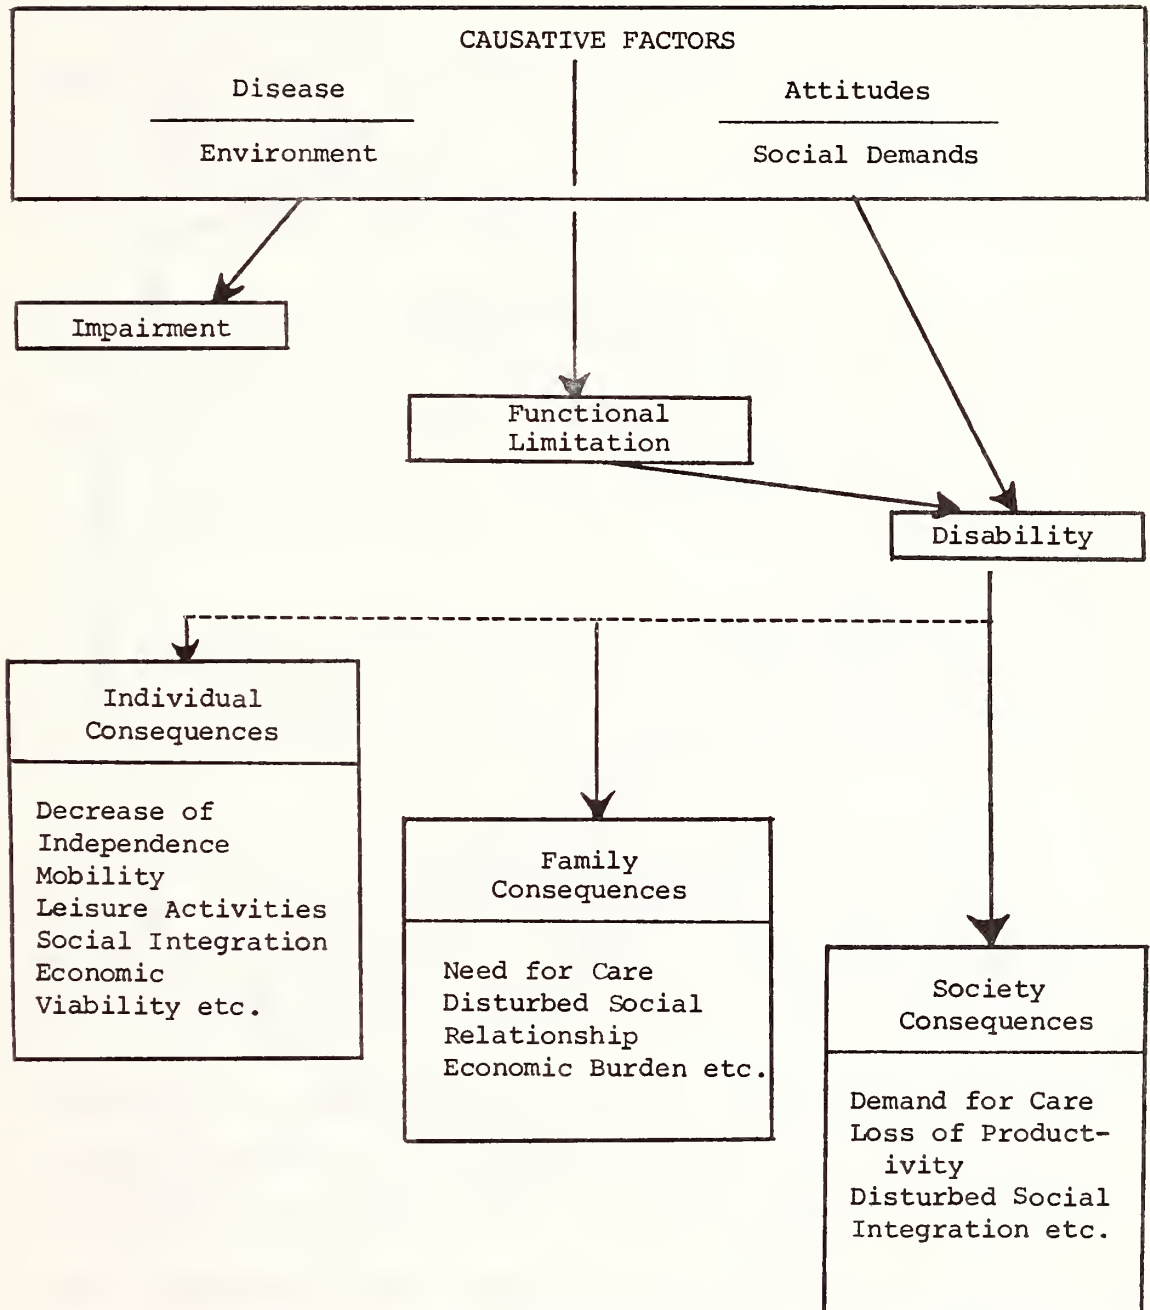 CAUSATIVE FACTORS
Disease
Environment
Attitudes
Social Demands
Impairment
Functional
Limitation
Disability
Individual
Consequences
Decrease of
Independence
Mobility
Leisure Activities
Social Integration
Economic
Viability etc.
Family
Consequences
Need for Care
Disturbed Social
Relationship
Economic Burden etc.
Society
Consequences
Demand for Care
Loss of Product-
ivity
Disturbed Social
Integration etc.